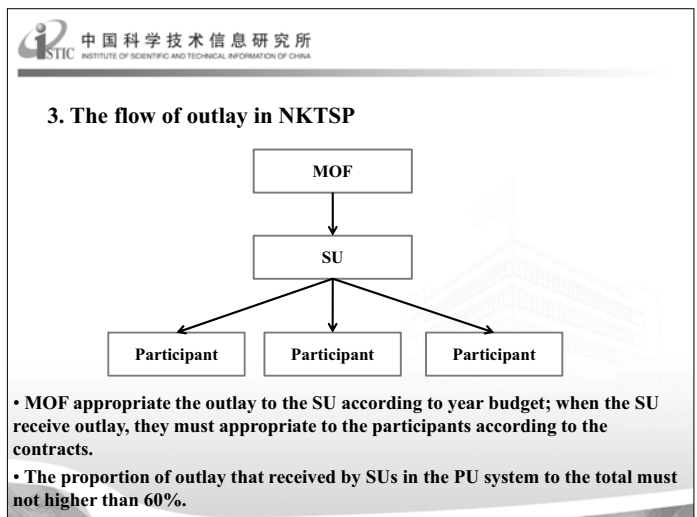 iSTIC 中国科学技术信息研究所
INSTITUTE OF SCIENTIFIC AND TECHNICAL INFORMATION OF CHINA
3. The flow of outlay in NKTSP
MOF
SU
Participant Participant Participant
• MOF appropriate the outlay to the SU according to year budget; when the SU
receive outlay, they must appropriate to the participants according to the
contracts.
• The proportion of outlay that received by SUs in the PU system to the total must
not higher than 60%.